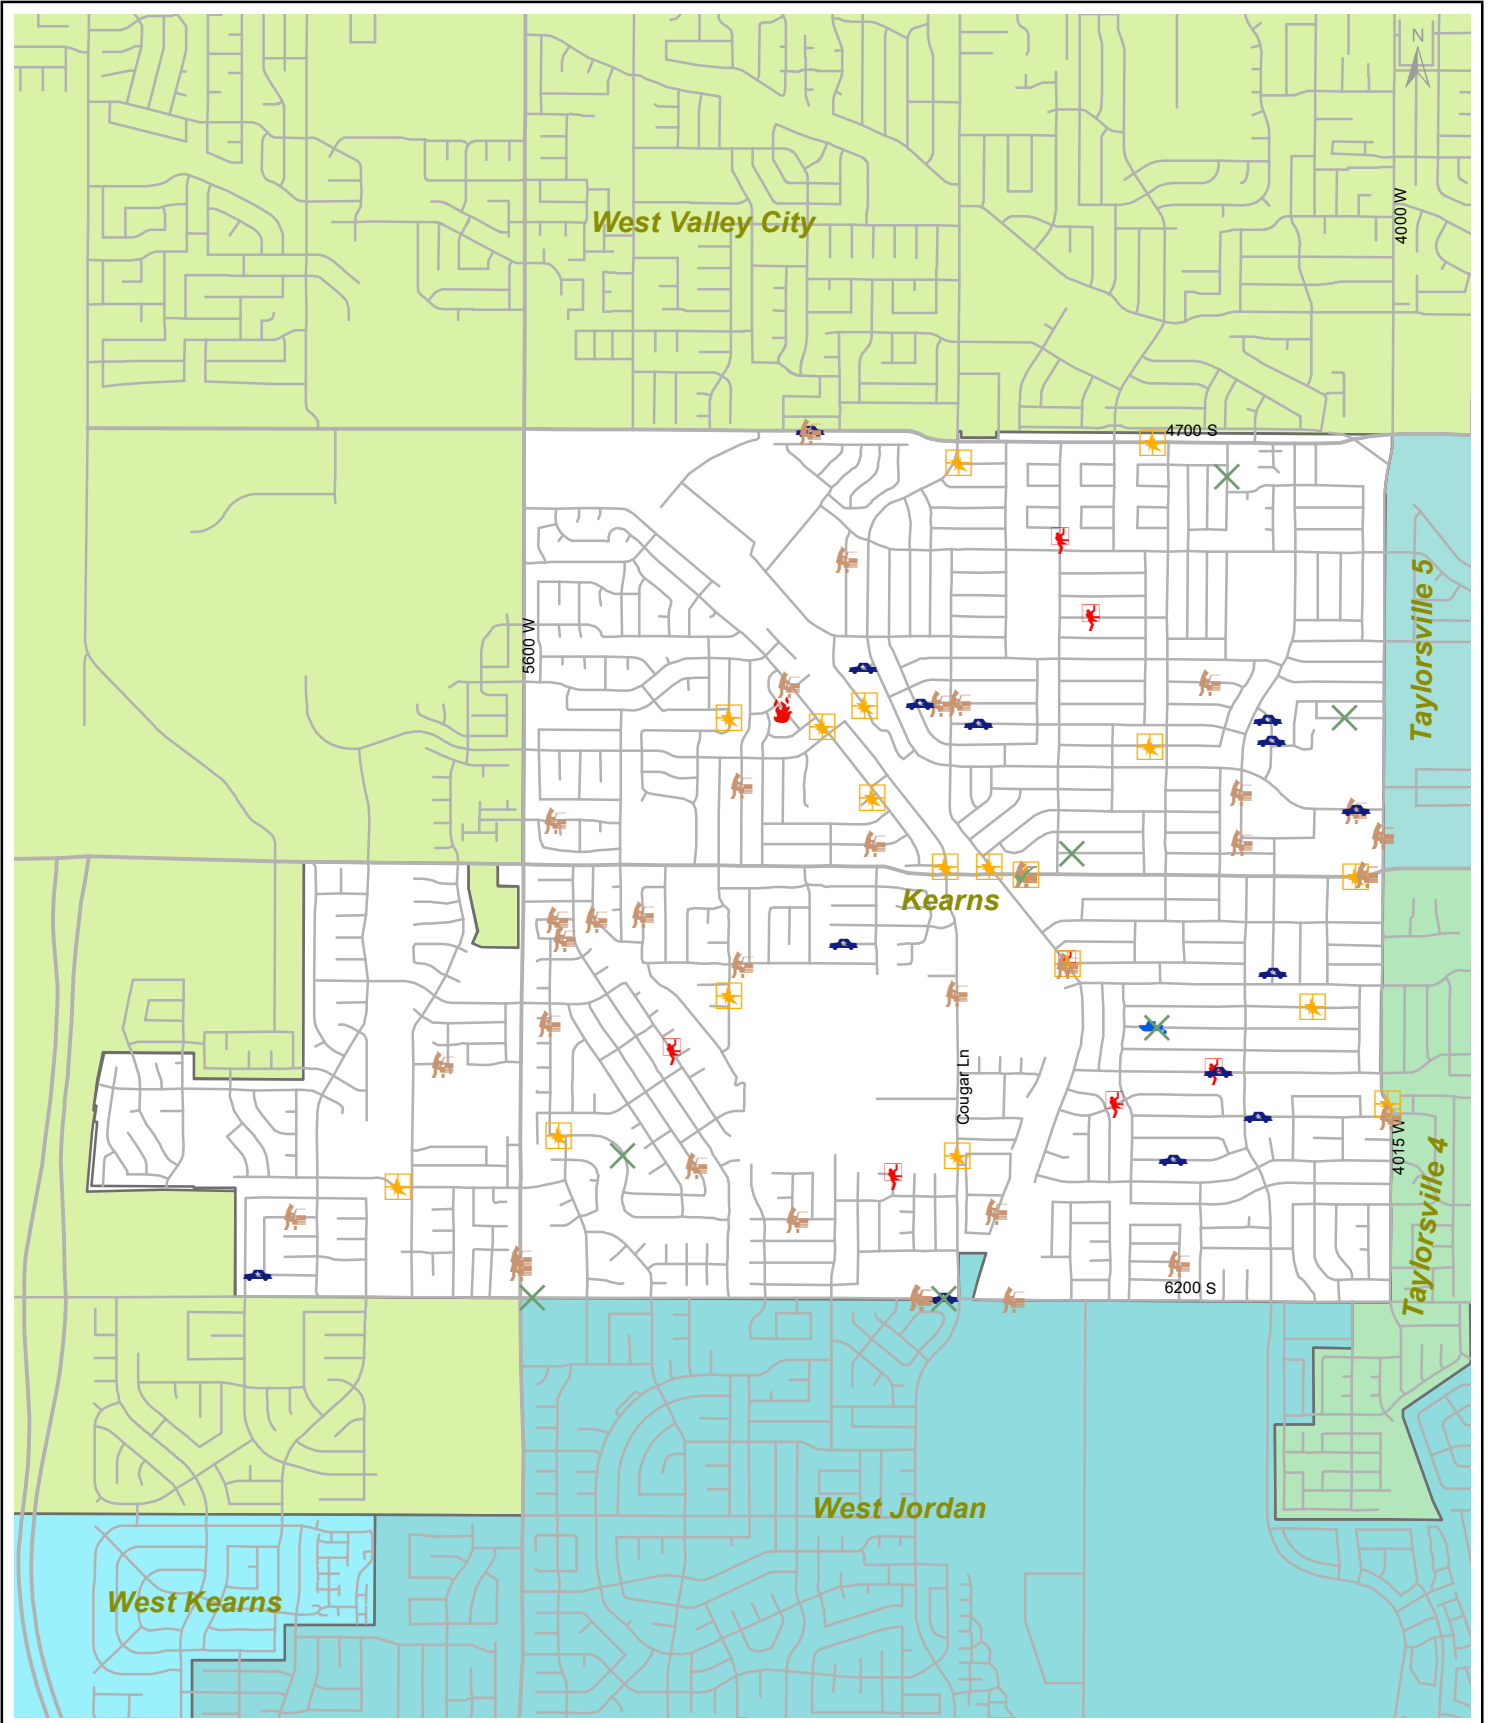 N
4000 W
West Valley City
4700 S
Taylorsville 5
5600 W
Kearns
Cougar Ln
4015 W
Taylorsville 4
6200 S
West Jordan
West Kearns